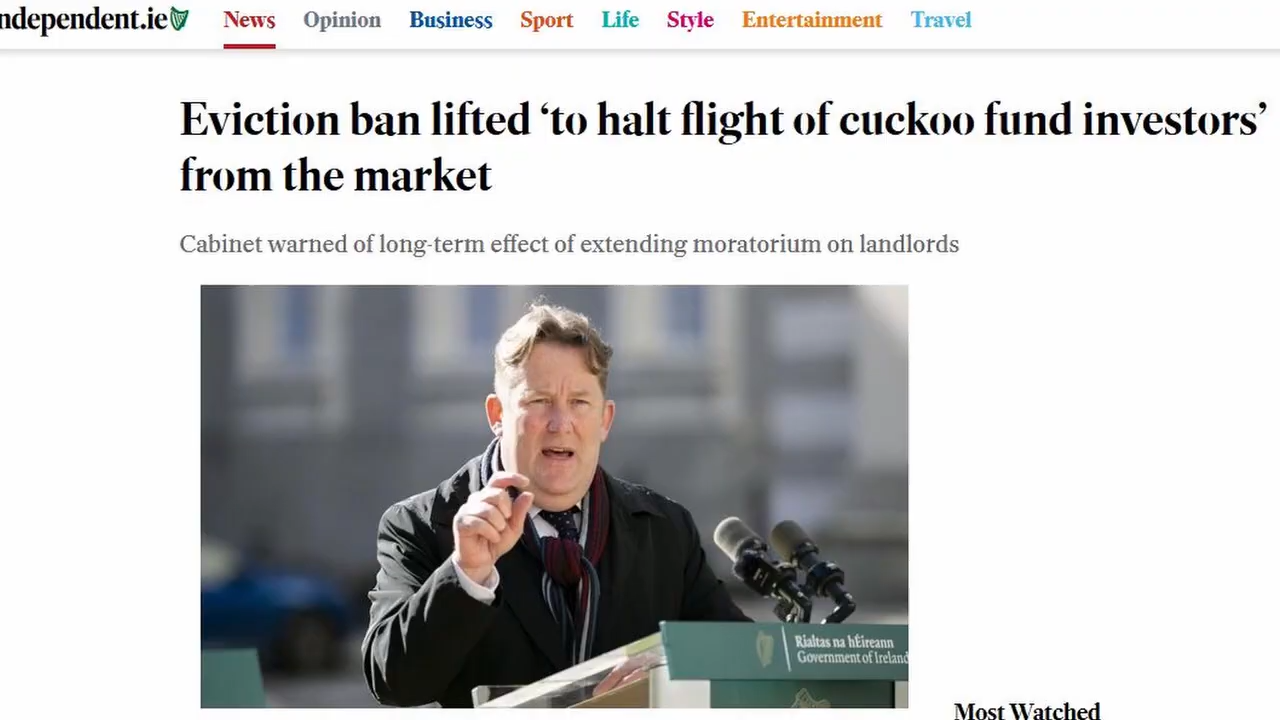 ndependent.ie News Opinion Business Sport Life Style Entertainment Travel
Eviction ban lifted ‘to halt flight of cuckoo fund investors’
from the market
Cabinet warned of long-term effect of extending moratorium on landlords
Rialtas na hÉireann
Government of Ireland
Most Watched